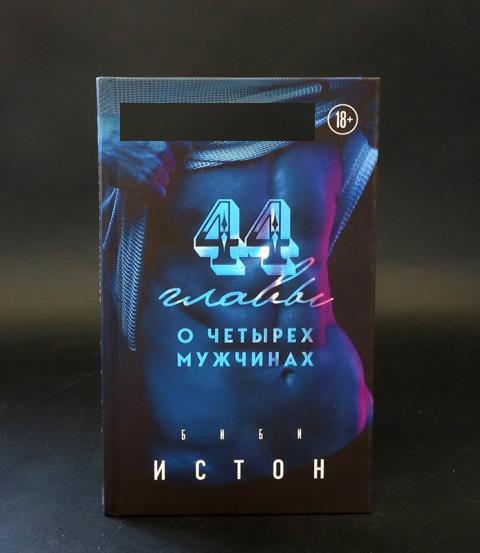 18+
44
главы
О ЧЕТЫРЕХ
МУЖЧИНАХ
БИБИ
ИСТОН